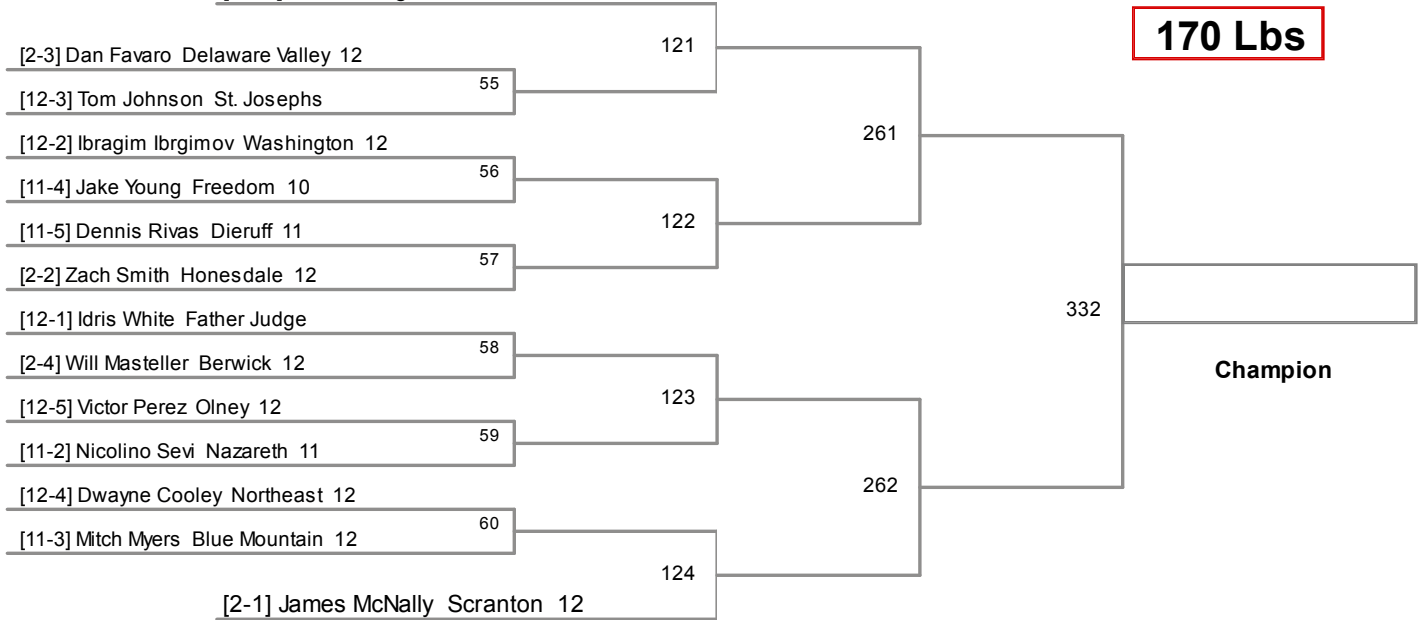 170 Lbs
121
[2-3] Dan Favaro Delaware Valley 12
55
[12-3] Tom Johnson St. Josephs
261
[12-2] Ibragim Ibrgimov Washington 12
56
[11-4] Jake Young Freedom 10
122
[11-5] Dennis Rivas Dieruff 11
57
[2-2] Zach Smith Honesdale 12
332
[12-1] Idris White Father Judge
58
[2-4] Will Masteller Berwick 12
Champion
123
[12-5] Victor Perez Olney 12
59
[11-2] Nicolino Sevi Nazareth 11
262
[12-4] Dwayne Cooley Northeast 12
60
[11-3] Mitch Myers Blue Mountain 12
124
[2-1] James McNally Scranton 12